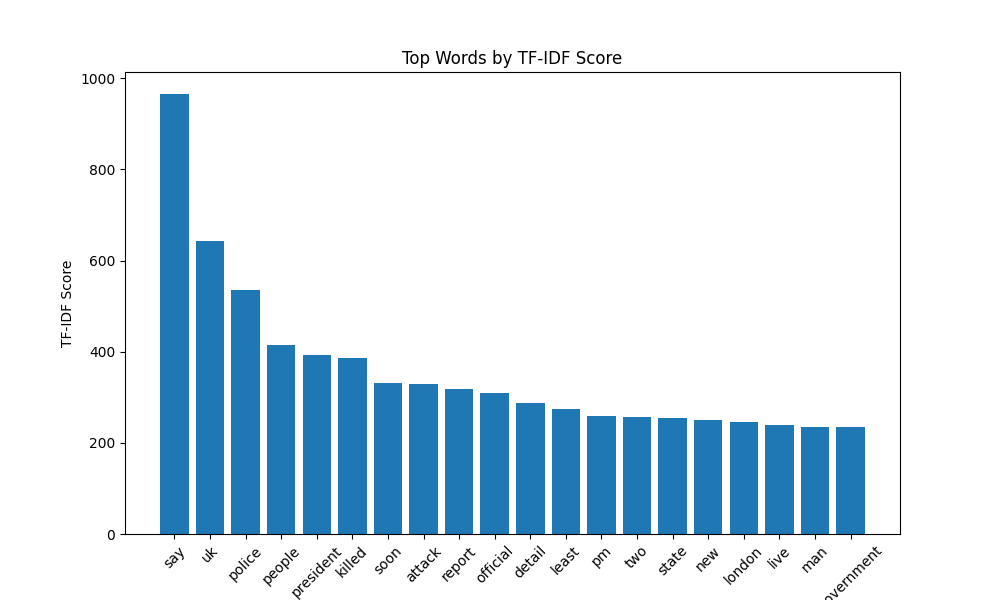 Top Words by TF-IDF Score
TF-IDF Score
1000
800
600
400
200
0
say
uk
police
people
president
killed
soon
attack
report
official
detail
least
pm
two
state
new
london
live
man
overnment